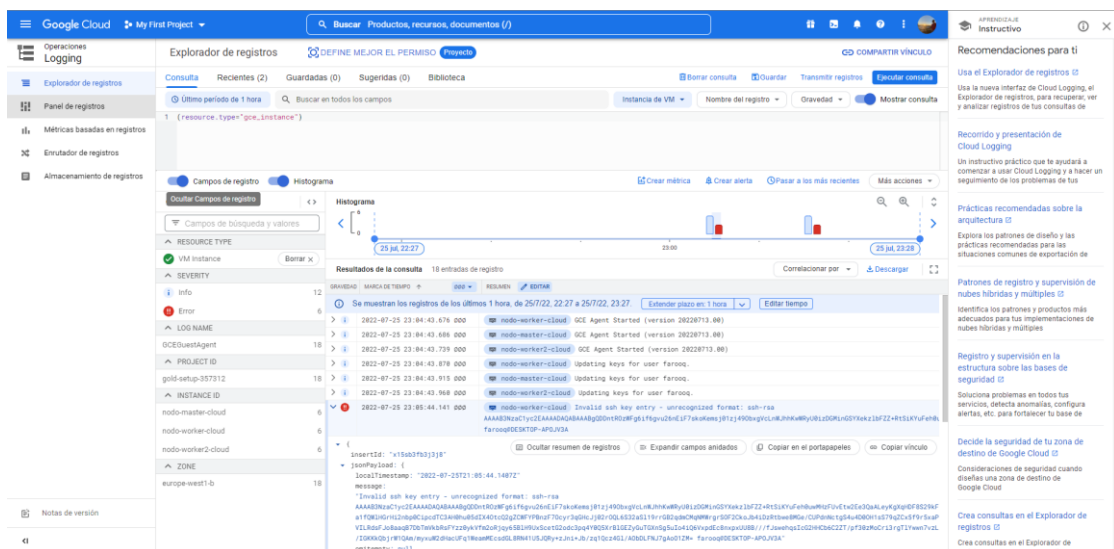 Google Cloud
My First Project
Buscar Productos, recursos, documentos (/)
Operaciones
Logging
Explorador de registros
Panel de registros
Métricas basadas en registros
Enrutador de registros
Almacenamiento de registros
Notas de versión
Explorador de registros
DEFINE MEJOR EL PERMISO Proyecto
COMPARTIR VÍNCULO
Consulta Recientes (2) Guardadas (0) Sugeridas (0) Biblioteca
Borrar consulta Guardar Transmitir registros Ejecutar consulta
Último período de 1 hora Buscar en todos los campos Instancia de VM Nombre del registro Gravedad Mostrar consulta
1 (resource.type="gce_instance")
Campos de registro Histograma
Crear métrica Crear alerta Pasar a los más recientes Más acciones
Ocultar Campos de registro
Campos de búsqueda y valores
RESOURCE TYPE
VM Instance Borrar
SEVERITY
Info 12
Error 6
LOG NAME
GCEGuestAgent 18
PROJECT ID
gold-setup-357312 18
INSTANCE ID
nodo-master-cloud 6
nodo-worker-cloud 6
nodo-worker2-cloud 6
ZONE
europe-west1-b 18
Histograma
6
0
25 jul, 22:27
23:00
25 jul, 23:28
Resultados de la consulta 18 entradas de registro
Correlacionar por Descargar
GRAVEDAD MARCA DE TIEMPO RESUMEN EDITAR
Se muestran los registros de los últimos 1 hora, de 25/7/22, 22:27 a 25/7/22, 23:27. Extender plazo en: 1 hora Editar tiempo
2022-07-25 23:04:43.676 nodo-worker-cloud GCE Agent Started (version 20220713.00)
2022-07-25 23:04:43.686 nodo-master-cloud GCE Agent Started (version 20220713.00)
2022-07-25 23:04:43.739 nodo-worker2-cloud GCE Agent Started (version 20220713.00)
2022-07-25 23:04:43.870 nodo-worker-cloud Updating keys for user farooq.
2022-07-25 23:04:43.915 nodo-master-cloud Updating keys for user farooq.
2022-07-25 23:04:43.960 nodo-worker2-cloud Updating keys for user farooq.
2022-07-25 23:05:44.141 nodo-worker-cloud Invalid ssh key entry - unrecognized format: ssh-rsa
farooq@DESKTOP-APOJV3A
Ocultar resumen de registros Expandir campos anidados Copiar en el portapapeles Copiar vínculo
{
insertId: "x15sb3fb3j3j8"
jsonPayload: {
localTimestamp: "2022-07-25T21:05:44.1407Z"
message:
"Invalid ssh key entry - unrecognized format: ssh-rsa
farooq@DESKTOP-APOJV3A"
omitempty: null
APRENDIZAJE
Instructivo
Recomendaciones para ti
Usa el Explorador de registros
Usa la nueva interfaz de Cloud Logging, el
Explorador de registros, para recuperar, ver
y analizar registros de tus consultas de
Recorrido y presentación de
Cloud Logging
Un instructivo práctico que te ayudará a
comenzar a usar Cloud Logging y a hacer un
seguimiento de los problemas de tus
Prácticas recomendadas sobre la
arquitectura
Explora los patrones de diseño y las
prácticas recomendadas para las
situaciones comunes de exportación de
Patrones de registro y supervisión de
nubes híbridas y múltiples
Identifica los patrones y productos más
adecuados para tus implementaciones de
nubes híbridas y múltiples
Registro y supervisión en la
estructura sobre las bases de
seguridad
Soluciona problemas en todos tus
servicios, detecta anomalías, configura
alertas, etc. para fortalecer tu base de
Decide la seguridad de tu zona de
destino de Google Cloud
Consideraciones de seguridad cuando
diseñas una zona de destino de
Google Cloud
Crea consultas en el Explorador de
registros
Crea consultas en el Explorador de